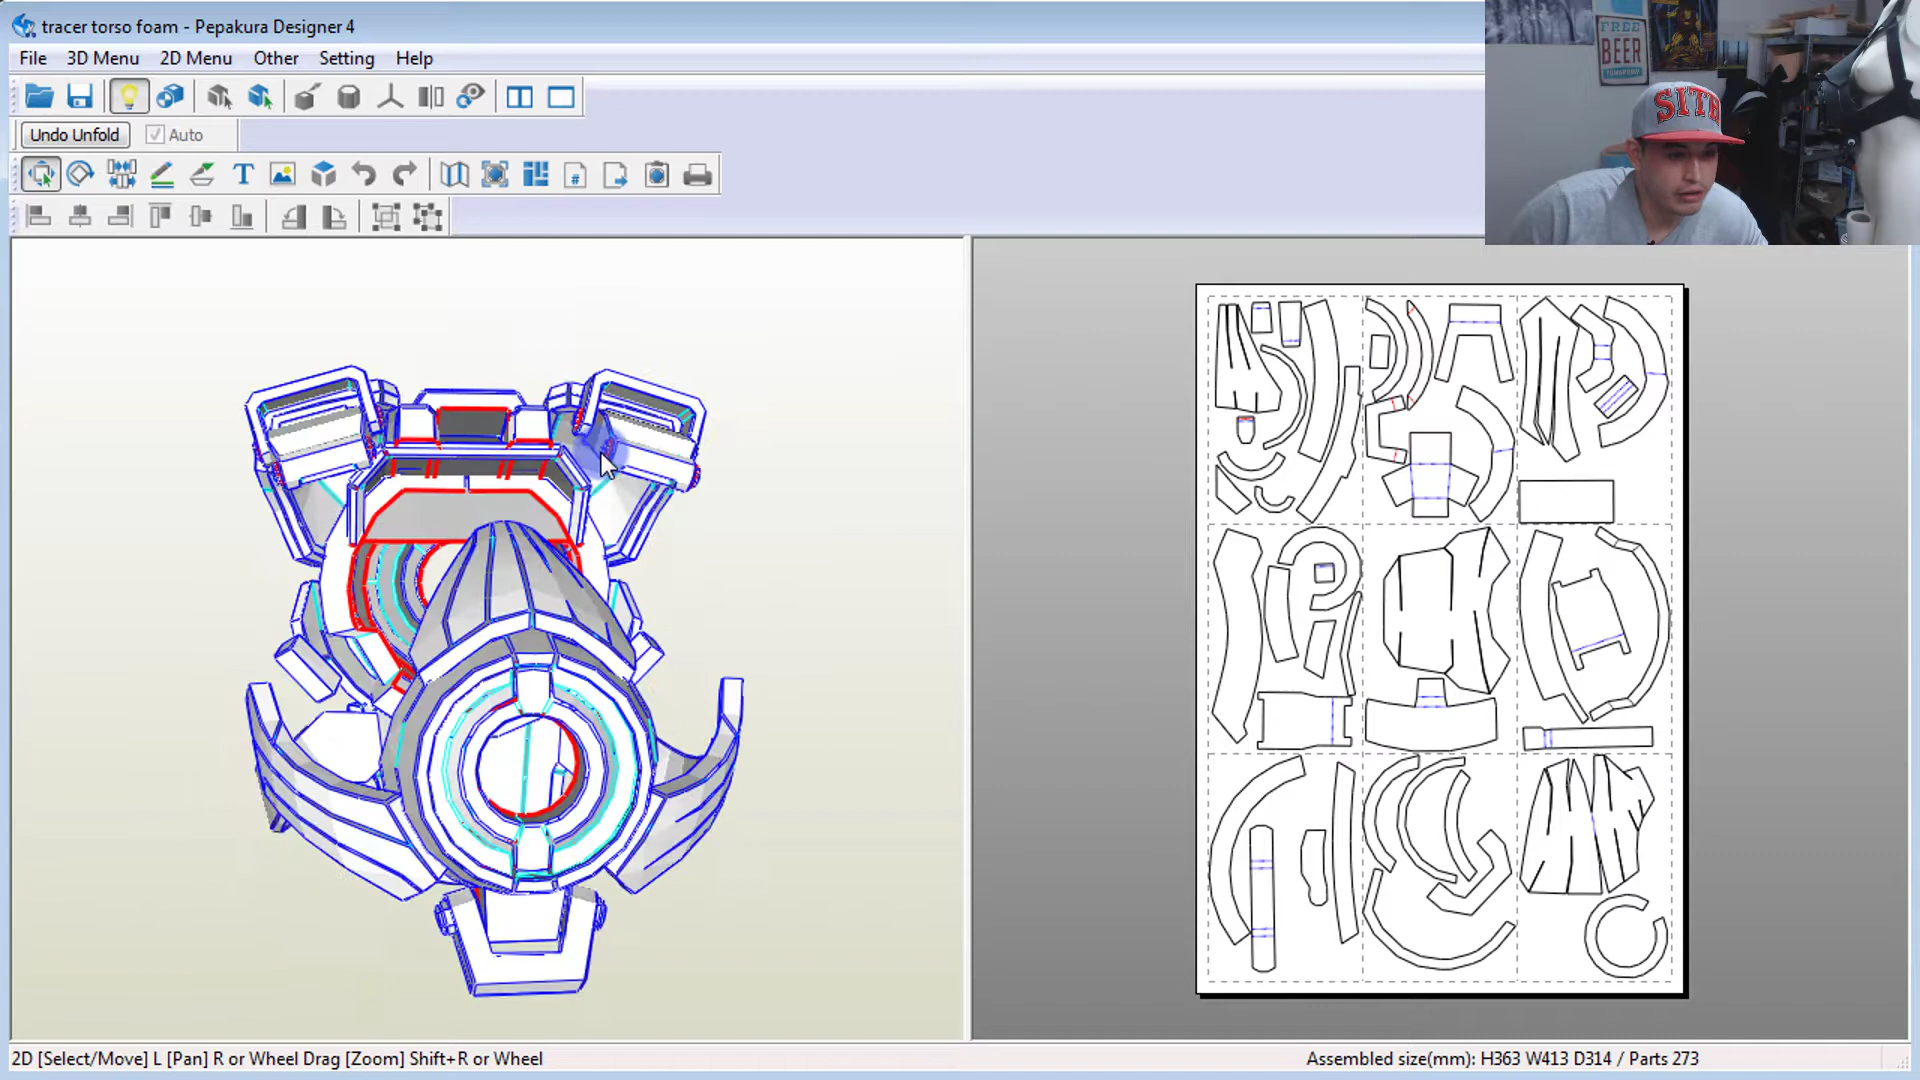 tracer torso foam - Pepakura Designer 4
File 3D Menu 2D Menu Other Setting Help
FREE
BEER
TOMORROW
SITH
Undo Unfold Auto
T
#
2D [Select/Move] L [Pan] R or Wheel Drag [Zoom] Shift+R or Wheel
Assembled size(mm): H363 W413 D314 / Parts 273